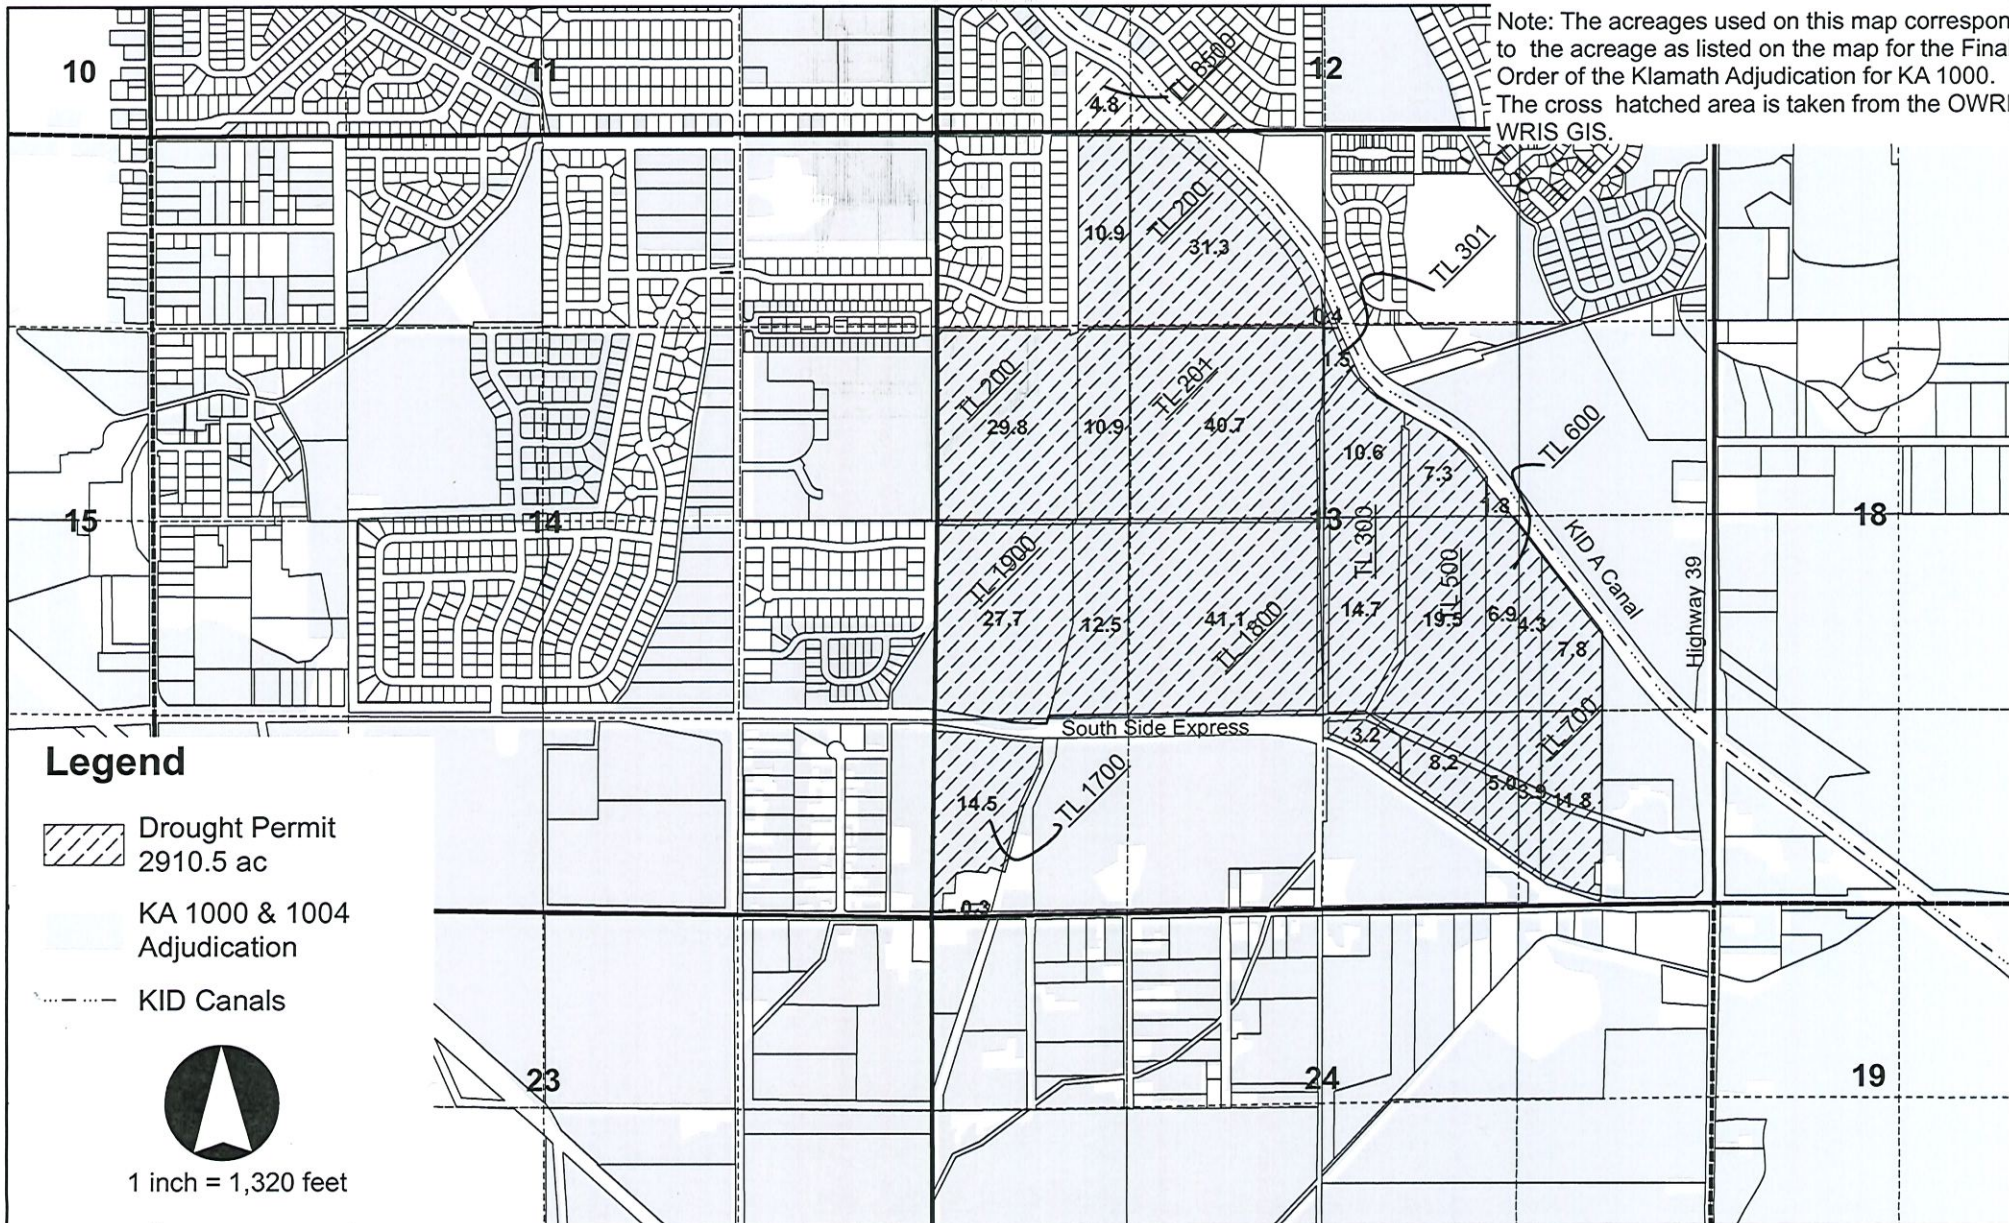 Note: The acreages used on this map correspon
to the acreage as listed on the map for the Fina
Order of the Klamath Adjudication for KA 1000.
The cross hatched area is taken from the OWR
WRIS GIS.
10
11
12
TL 8500
4.8
TL 200
10.9
31.3
TL 301
0.4
1.5
TL 200
29.8
10.9
TL 201
40.7
10.6
7.3
TL 600
.8
15
14
13
18
TL 1900
27.7
12.5
41.1
TL 1800
TL 300
14.7
TL 500
19.5
6.9
4.3
7.8
KID A Canal
Highway 39
South Side Express
TL 700
3.2
8.2
5.0
3.9
11.8
14.5
TL 1700
0.3
23
24
19
Legend
Drought Permit
2910.5 ac
KA 1000 & 1004
Adjudication
KID Canals
1 inch = 1,320 feet